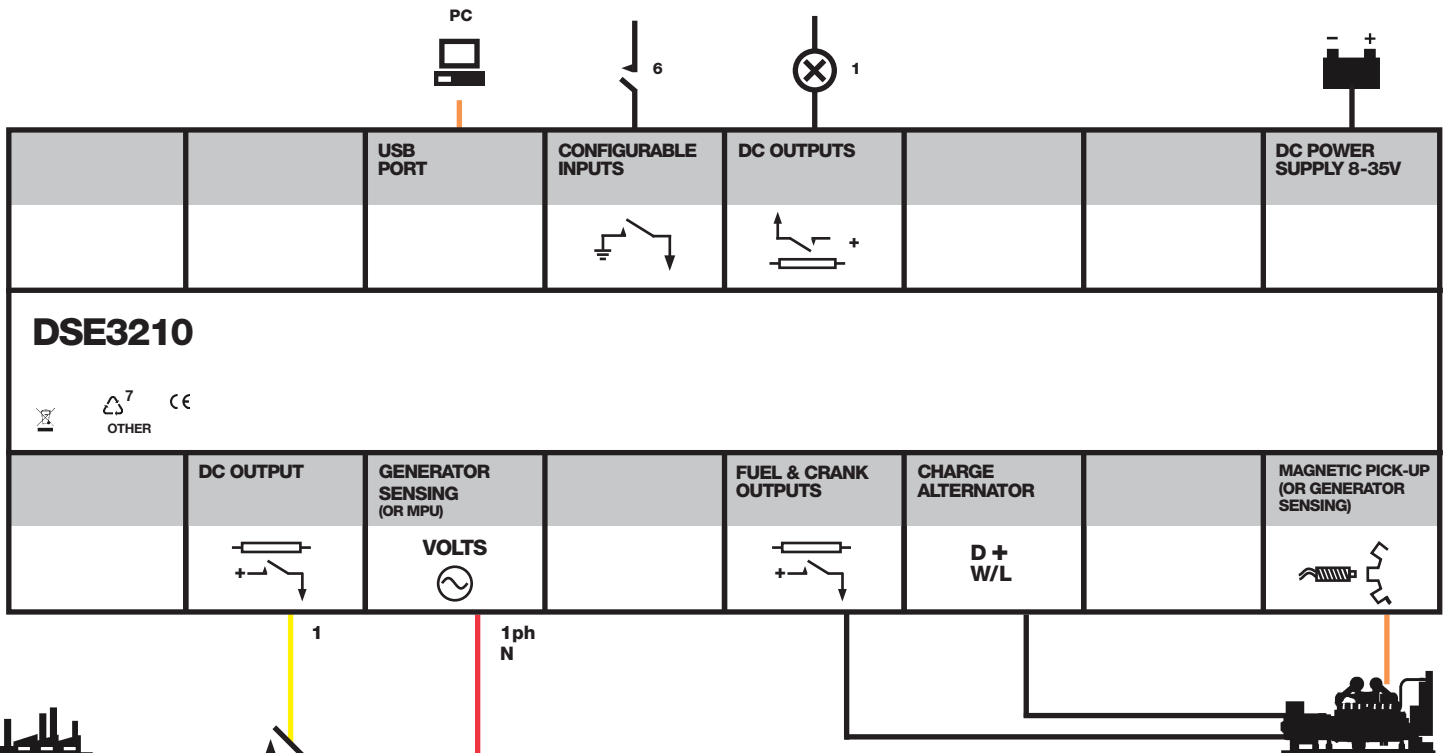 PC
6
1
- +
USB
PORT
CONFIGURABLE
INPUTS
DC OUTPUTS
DC POWER
SUPPLY 8-35V
+
DSE3210
7
CE
OTHER
DC OUTPUT
GENERATOR
SENSING
(OR MPU)
FUEL & CRANK
OUTPUTS
CHARGE
ALTERNATOR
MAGNETIC PICK-UP
(OR GENERATOR
SENSING)
+
VOLTS
+
D +
W/L
1
1ph
N